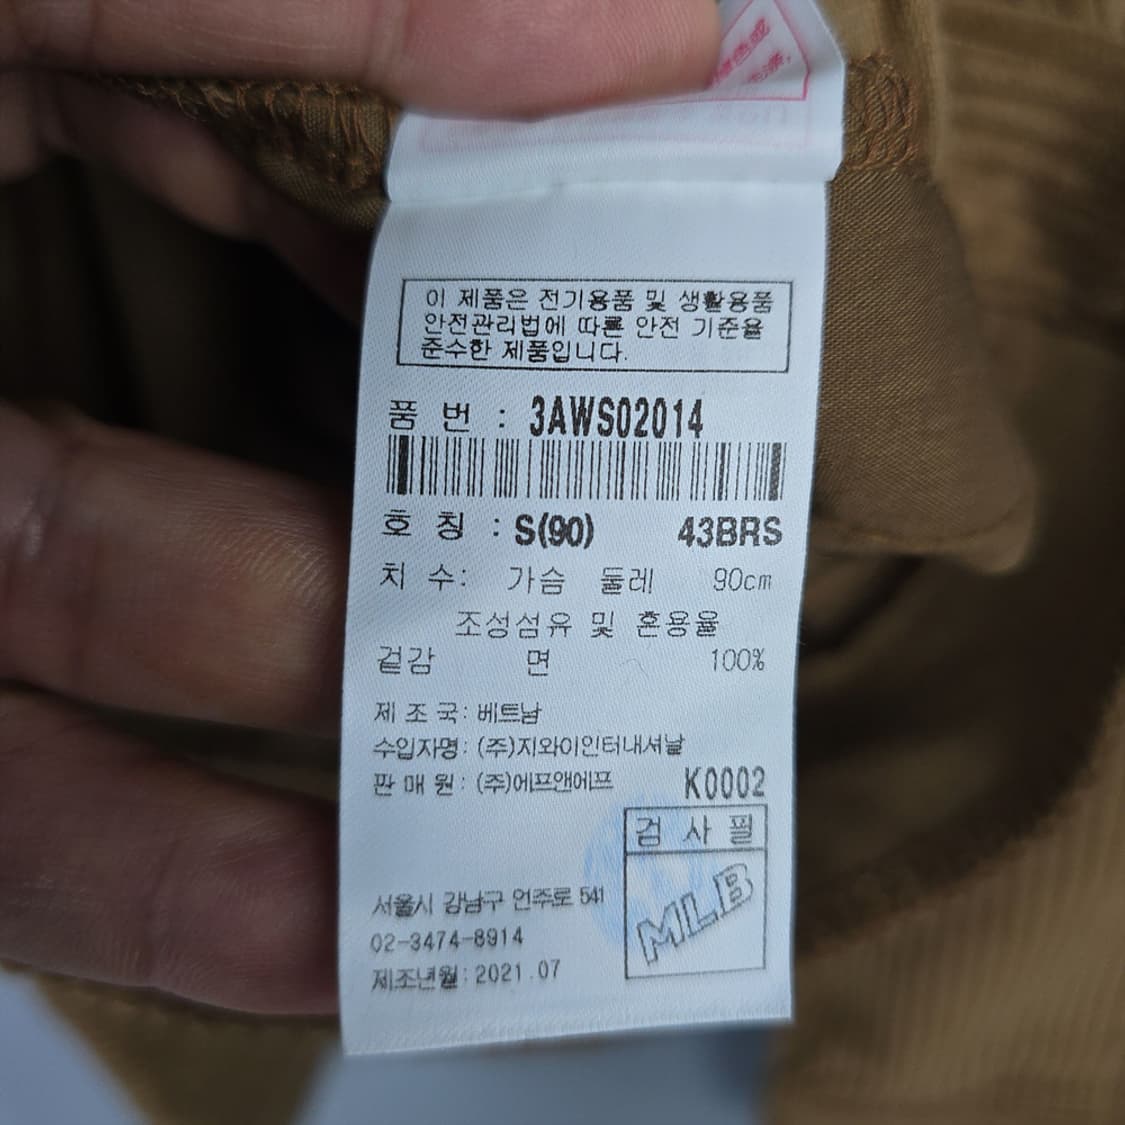 이 제품은 전기용품 및 생활용품
안전관리법에 따른 안전 기준을
준수한 제품입니다.
품 번 : 3AWS02014
호 칭 : S(90) 43BRS
치 수: 가슴 둘레 90cm
조성섬유 및 혼용율
겉감 면 100%
제 조 국: 베트남
수입자명: (주)지와이인터내셔날
판 매 원: (주)에프앤에프 K0002
검 사 필
MLB
서울시 강남구 언주로 541
02-3474-8914
제조년월: 2021.07